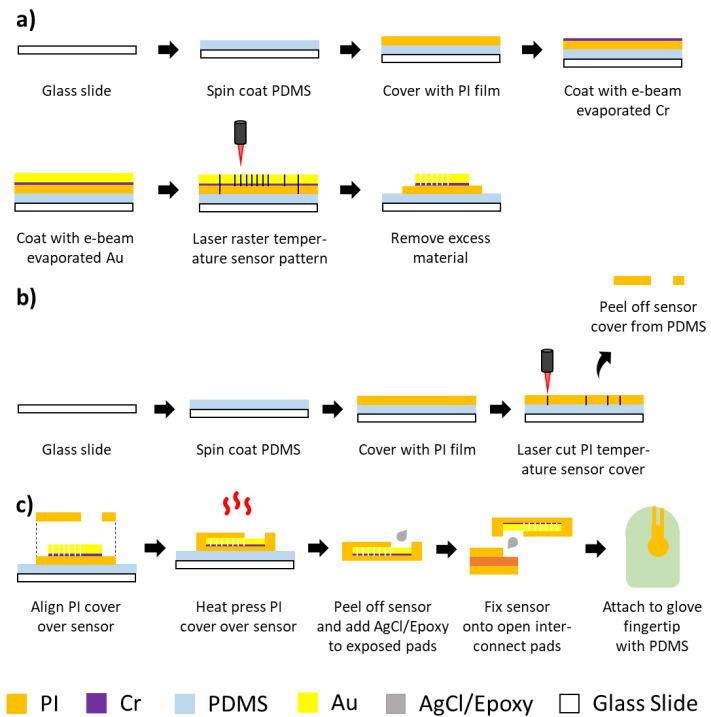 a)
Glass slide
Spin coat PDMS
Cover with PI film
Coat with e-beam
evaporated Cr
Coat with e-beam
evaporated Au
Laser raster temper-
ature sensor pattern
Remove excess
material
b)
Peel off sensor
cover from PDMS
Glass slide
Spin coat PDMS
Cover with PI film
Laser cut PI temper-
ature sensor cover
c)
Align PI cover
over sensor
Heat press PI
cover over sensor
Peel off sensor
and add AgCl/Epoxy
to exposed pads
Fix sensor
onto open inter-
connect pads
Attach to glove
fingertip
with PDMS
PI
Cr
PDMS
Au
AgCl/Epoxy
Glass Slide